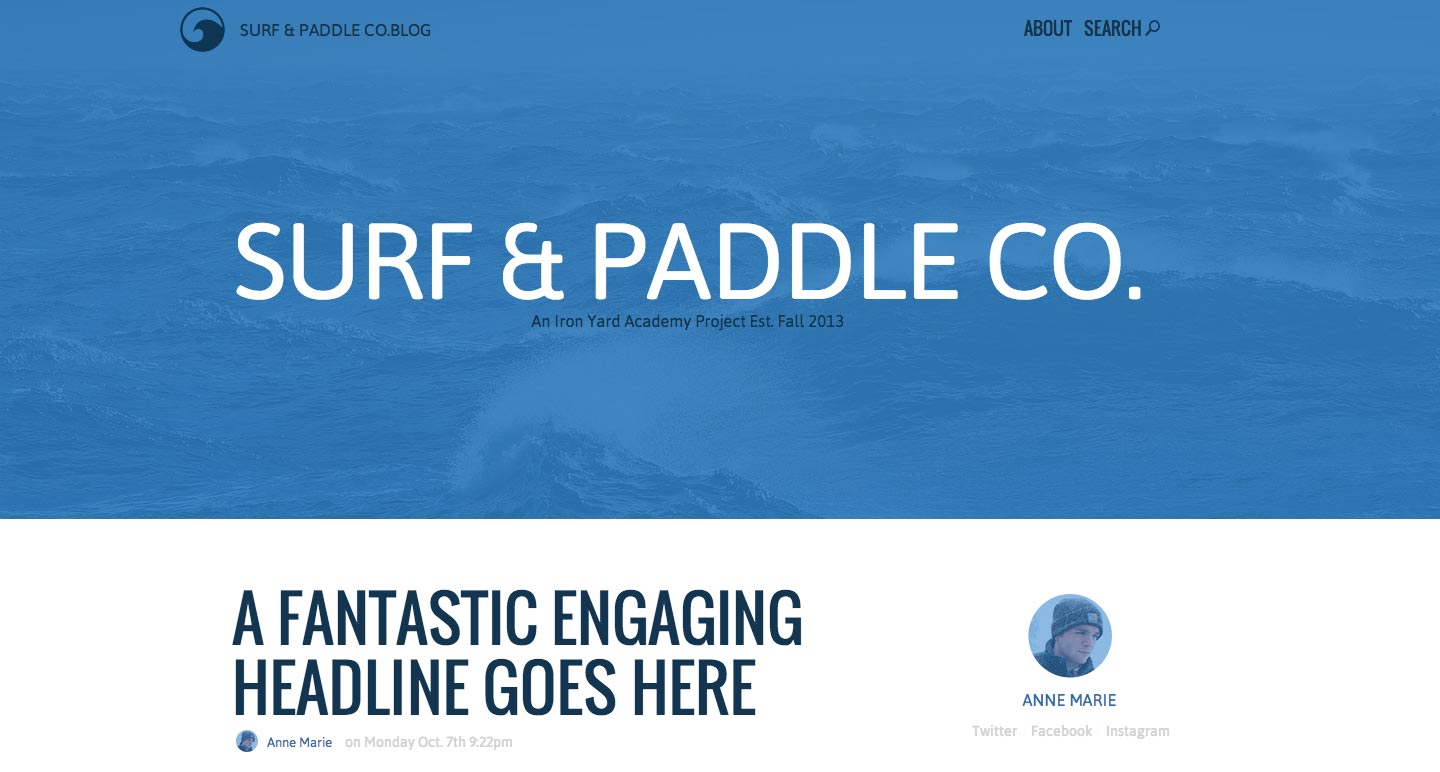 SURF & PADDLE CO.BLOG
ABOUT SEARCH
SURF & PADDLE CO.
An Iron Yard Academy Project Est. Fall 2013
A FANTASTIC ENGAGING
HEADLINE GOES HERE
Anne Marie on Monday Oct. 7th 9:22pm
ANNE MARIE
Twitter Facebook Instagram